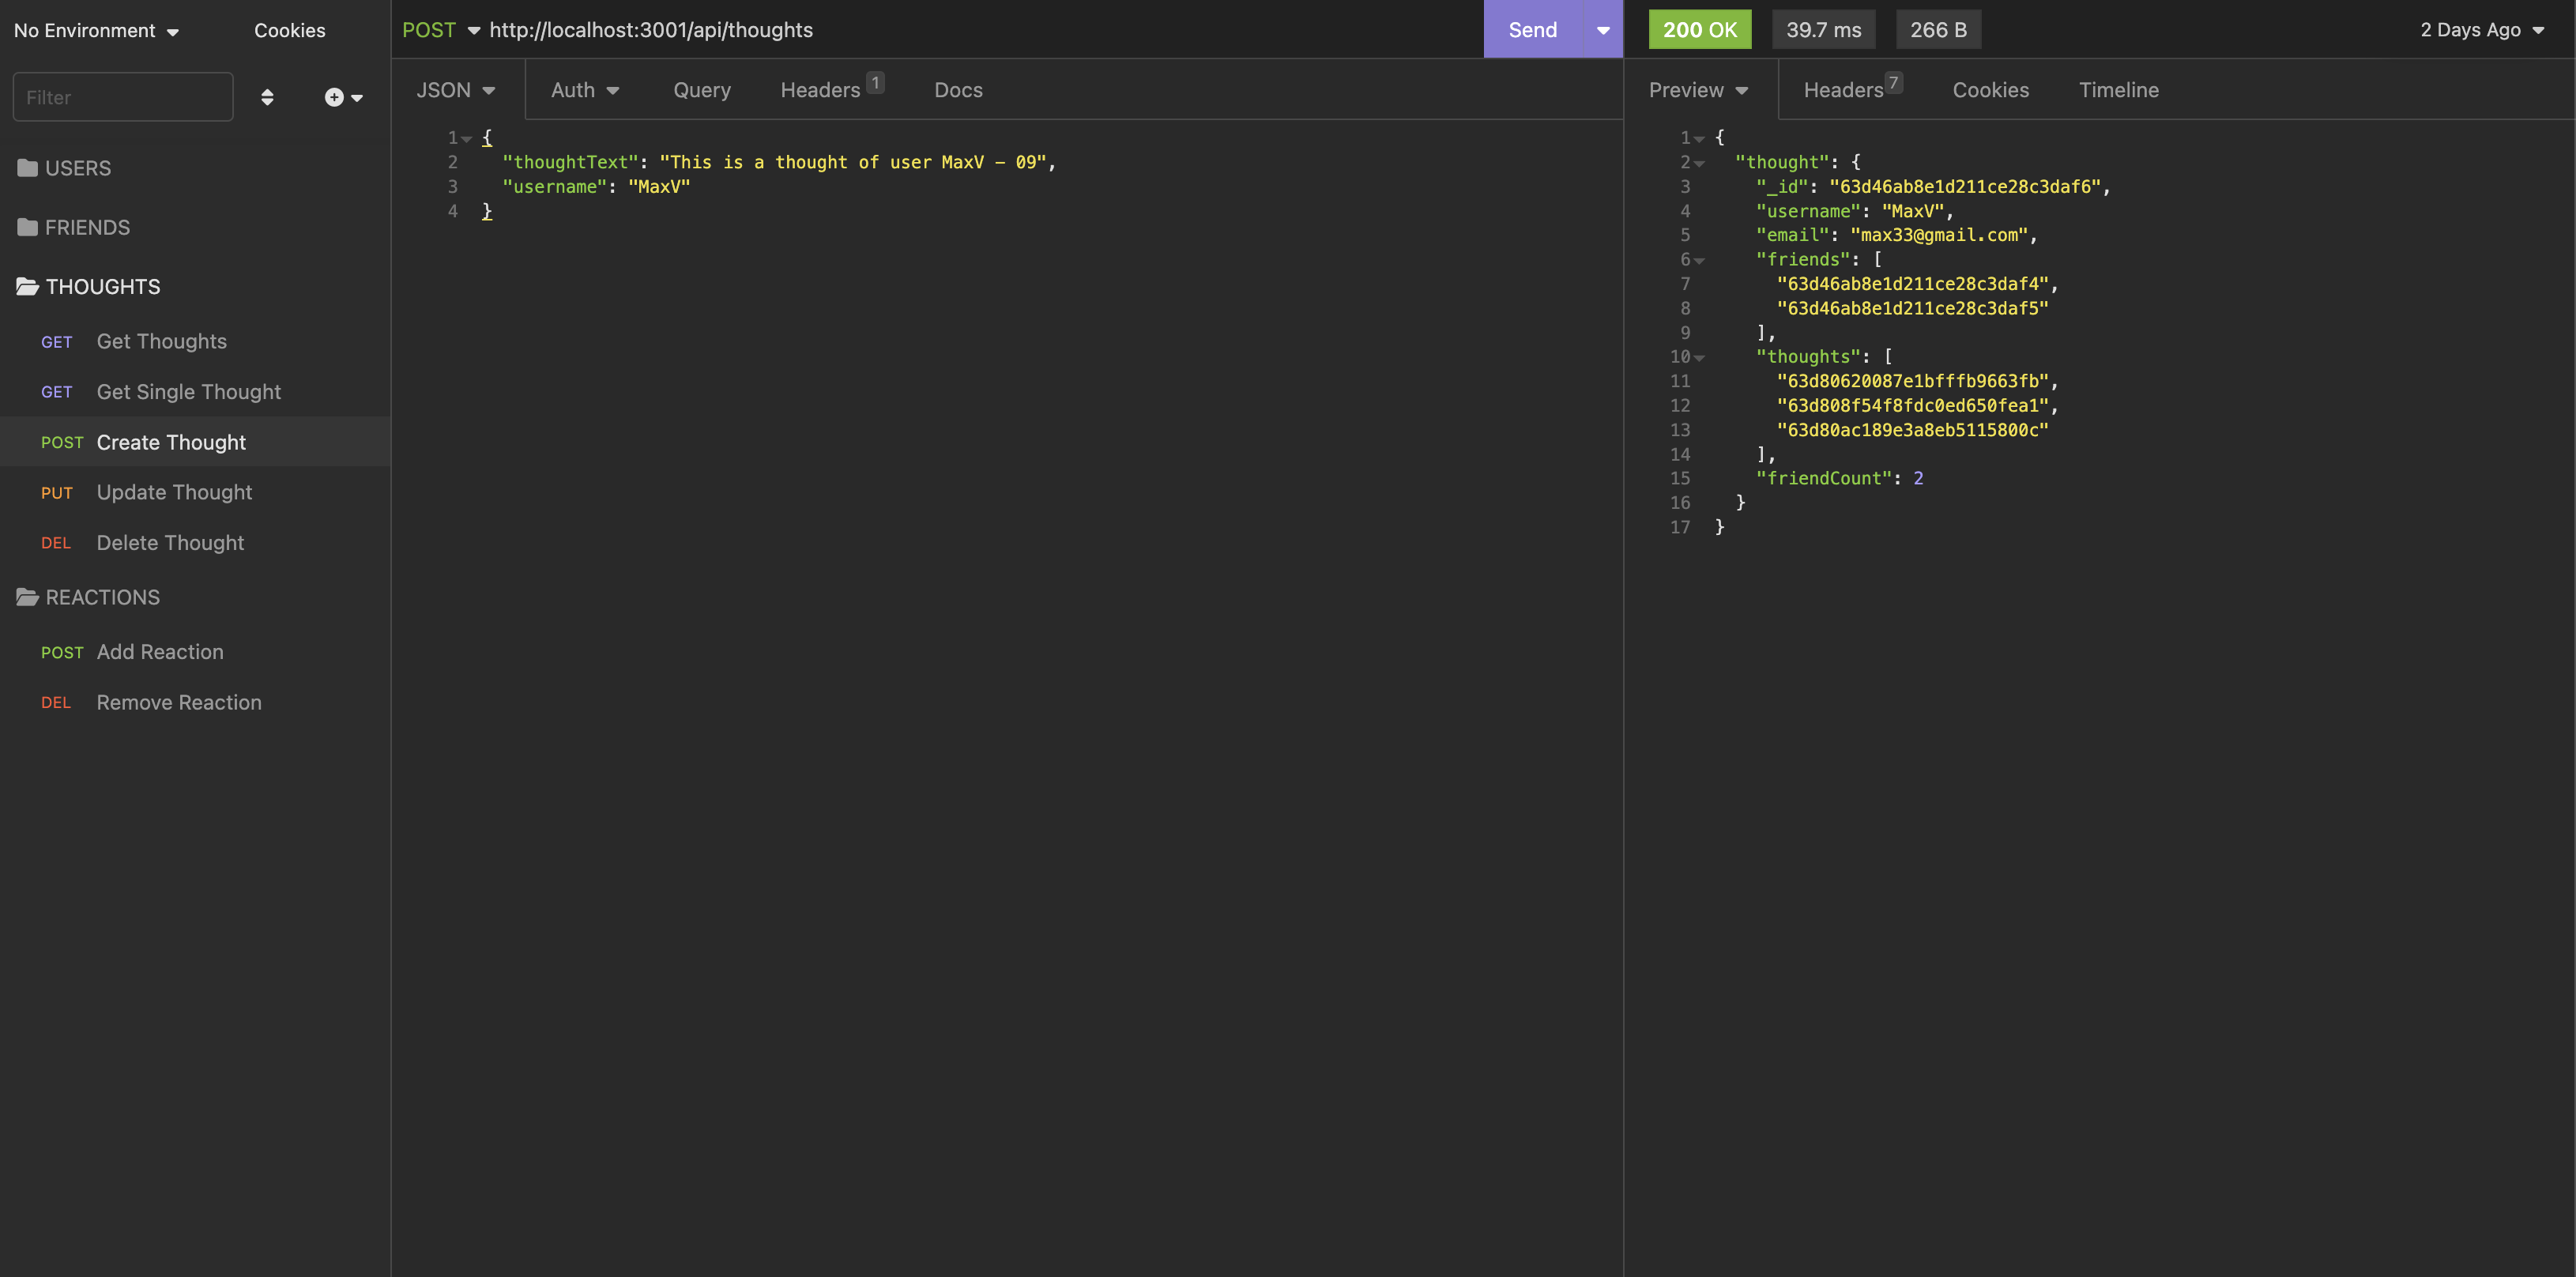 No Environment Cookies
Filter
USERS
FRIENDS
THOUGHTS
GET Get Thoughts
GET Get Single Thought
POST Create Thought
PUT Update Thought
DEL Delete Thought
REACTIONS
POST Add Reaction
DEL Remove Reaction
POST http://localhost:3001/api/thoughts Send
JSON Auth Query Headers 1 Docs
1 {
2 "thoughtText": "This is a thought of user MaxV - 09",
3 "username": "MaxV"
4 }
200 OK 39.7 ms 266 B 2 Days Ago
Preview Headers 7 Cookies Timeline
1 {
2 "thought": {
3 "_id": "63d46ab8e1d211ce28c3daf6",
4 "username": "MaxV",
5 "email": "max33@gmail.com",
6 "friends": [
7 "63d46ab8e1d211ce28c3daf4",
8 "63d46ab8e1d211ce28c3daf5"
9 ],
10 "thoughts": [
11 "63d80620087e1bfffb9663fb",
12 "63d808f54f8fdc0ed650fea1",
13 "63d80ac189e3a8eb5115800c"
14 ],
15 "friendCount": 2
16 }
17 }